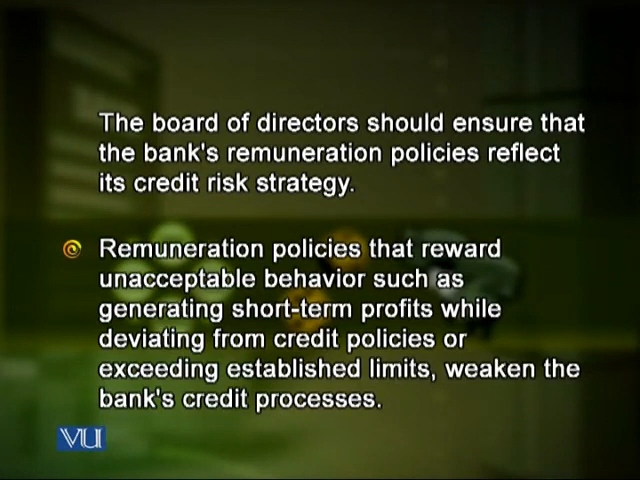 The board of directors should ensure that
the bank's remuneration policies reflect
its credit risk strategy.
Remuneration policies that reward
unacceptable behavior such as
generating short-term profits while
deviating from credit policies or
exceeding established limits, weaken the
bank's credit processes.
VU